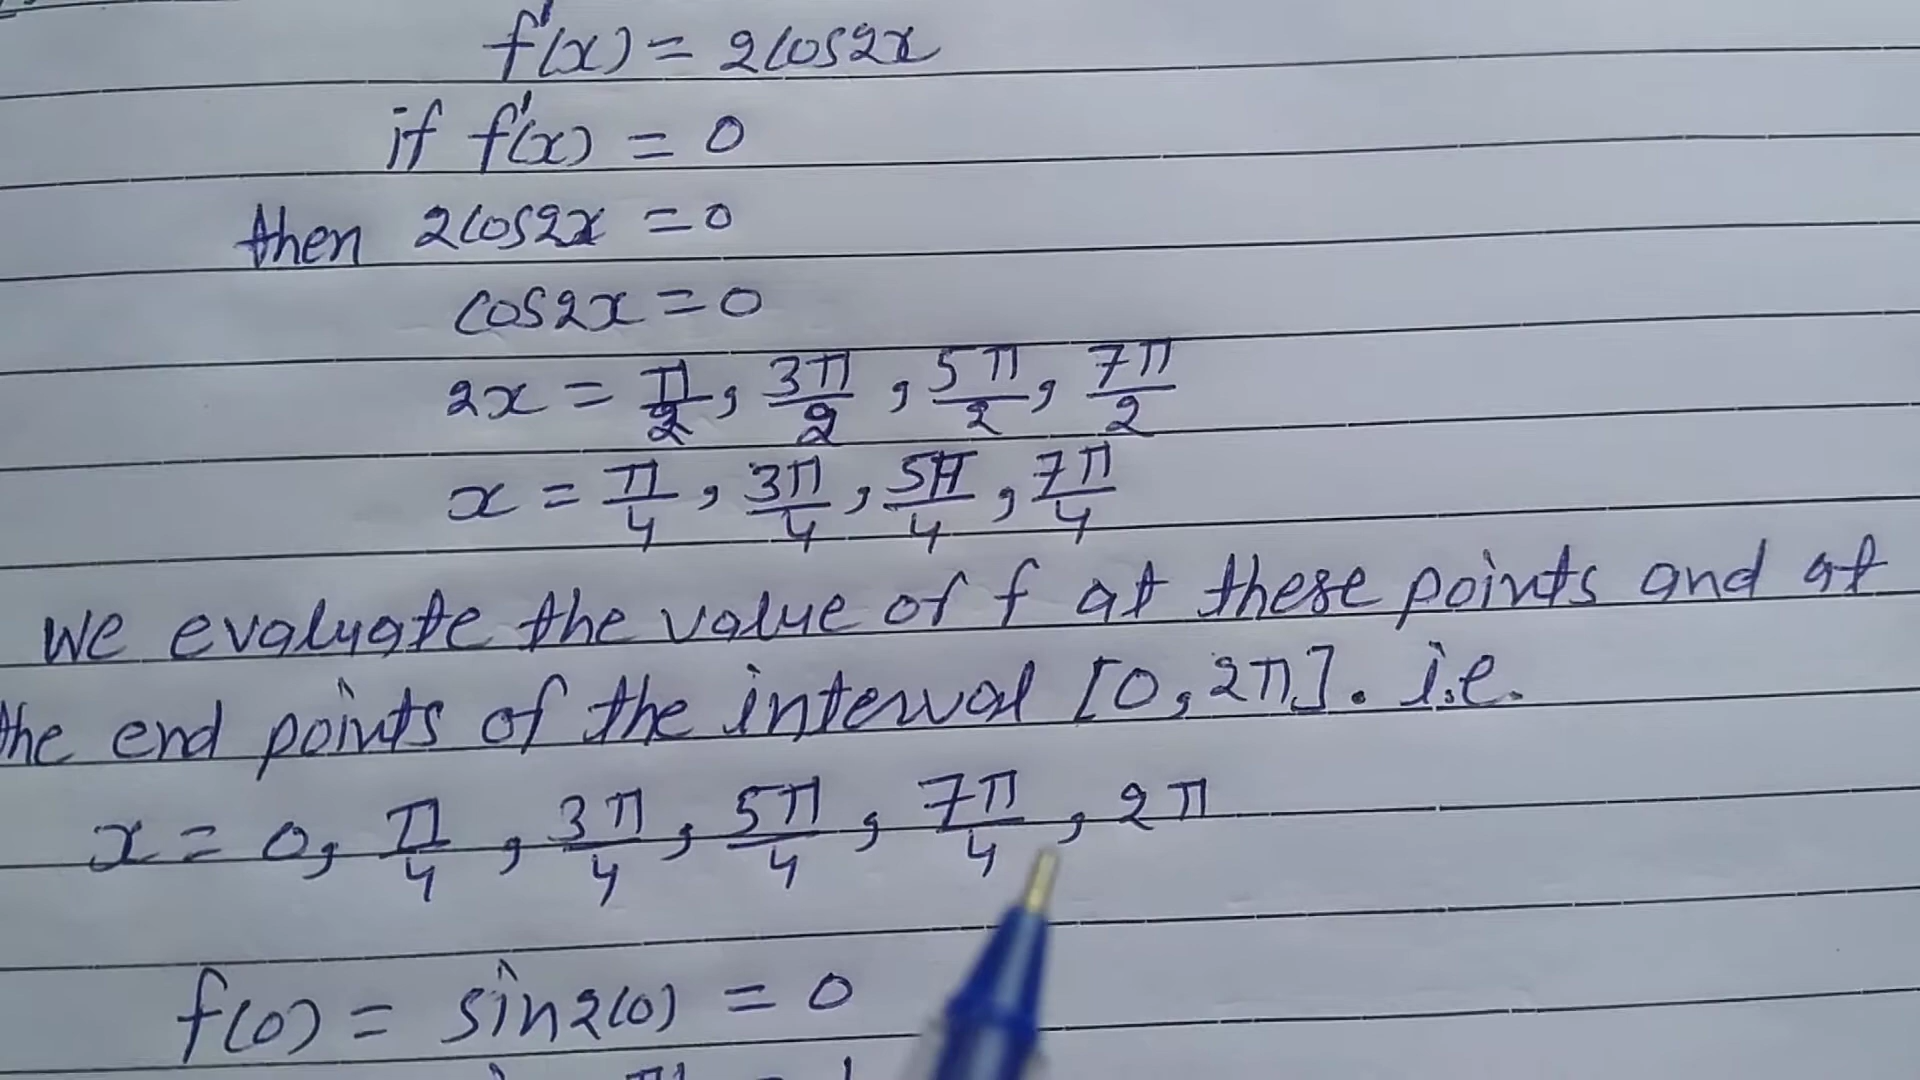 f'(x) = 2cos2x
if f'(x) = 0
then 2cos2x = 0
cos2x = 0
2x = π/2, 3π/2, 5π/2, 7π/2
x = π/4, 3π/4, 5π/4, 7π/4
We evaluate the value of f at these points and at
the end points of the interval [0, 2π]. i.e.
x = 0, π/4, 3π/4, 5π/4, 7π/4, 2π
f(0) = sin2(0) = 0